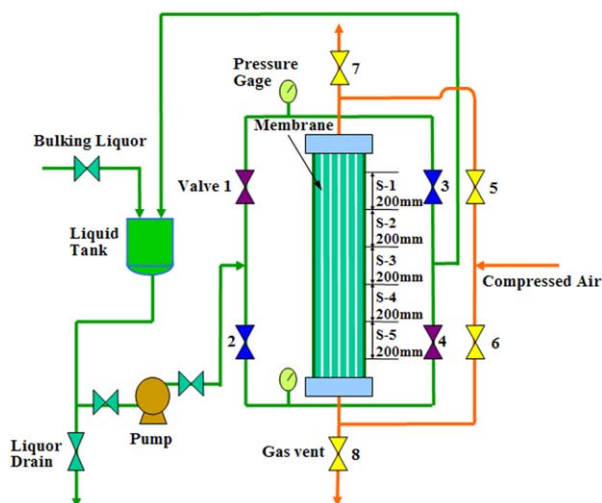 Pressure
Gage
7
Membrane
Bulking Liquor
Valve 1
S-1
200mm
3
5
S-2
200mm
Liquid
Tank
S-3
200mm
Compressed Air
S-4
200mm
2
S-5
200mm
4
6
Pump
Liquor
Drain
Gas vent
8